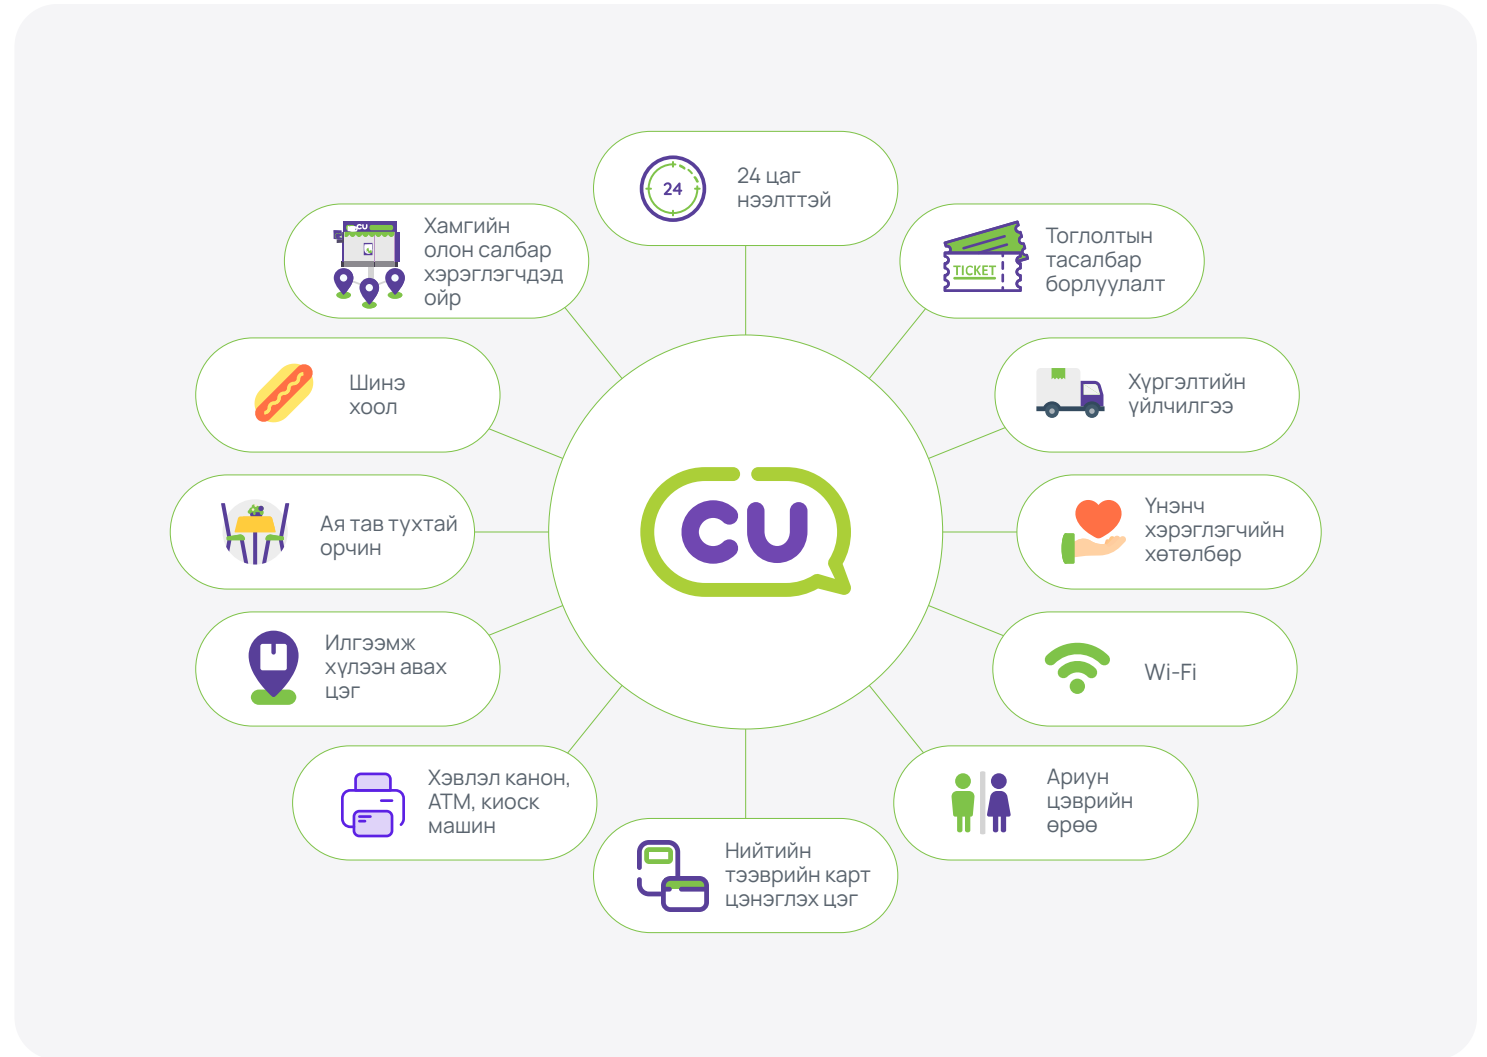 24
24 цаг
нээлттэй
CU
Хамгийн
олон салбар
хэрэглэгчдэд
ойр
TICKET
Тоглолтын
тасалбар
борлуулалт
Шинэ
хоол
Хүргэлтийн
үйлчилгээ
Ая тав тухтай
орчин
CU
Үнэнч
хэрэглэгчийн
хөтөлбөр
Илгээмж
хүлээн авах
цэг
Wi-Fi
Хэвлэл канон,
АТМ, киоск
машин
Ариун
цэврийн
өрөө
Нийтийн
тээврийн карт
цэнэглэх цэг